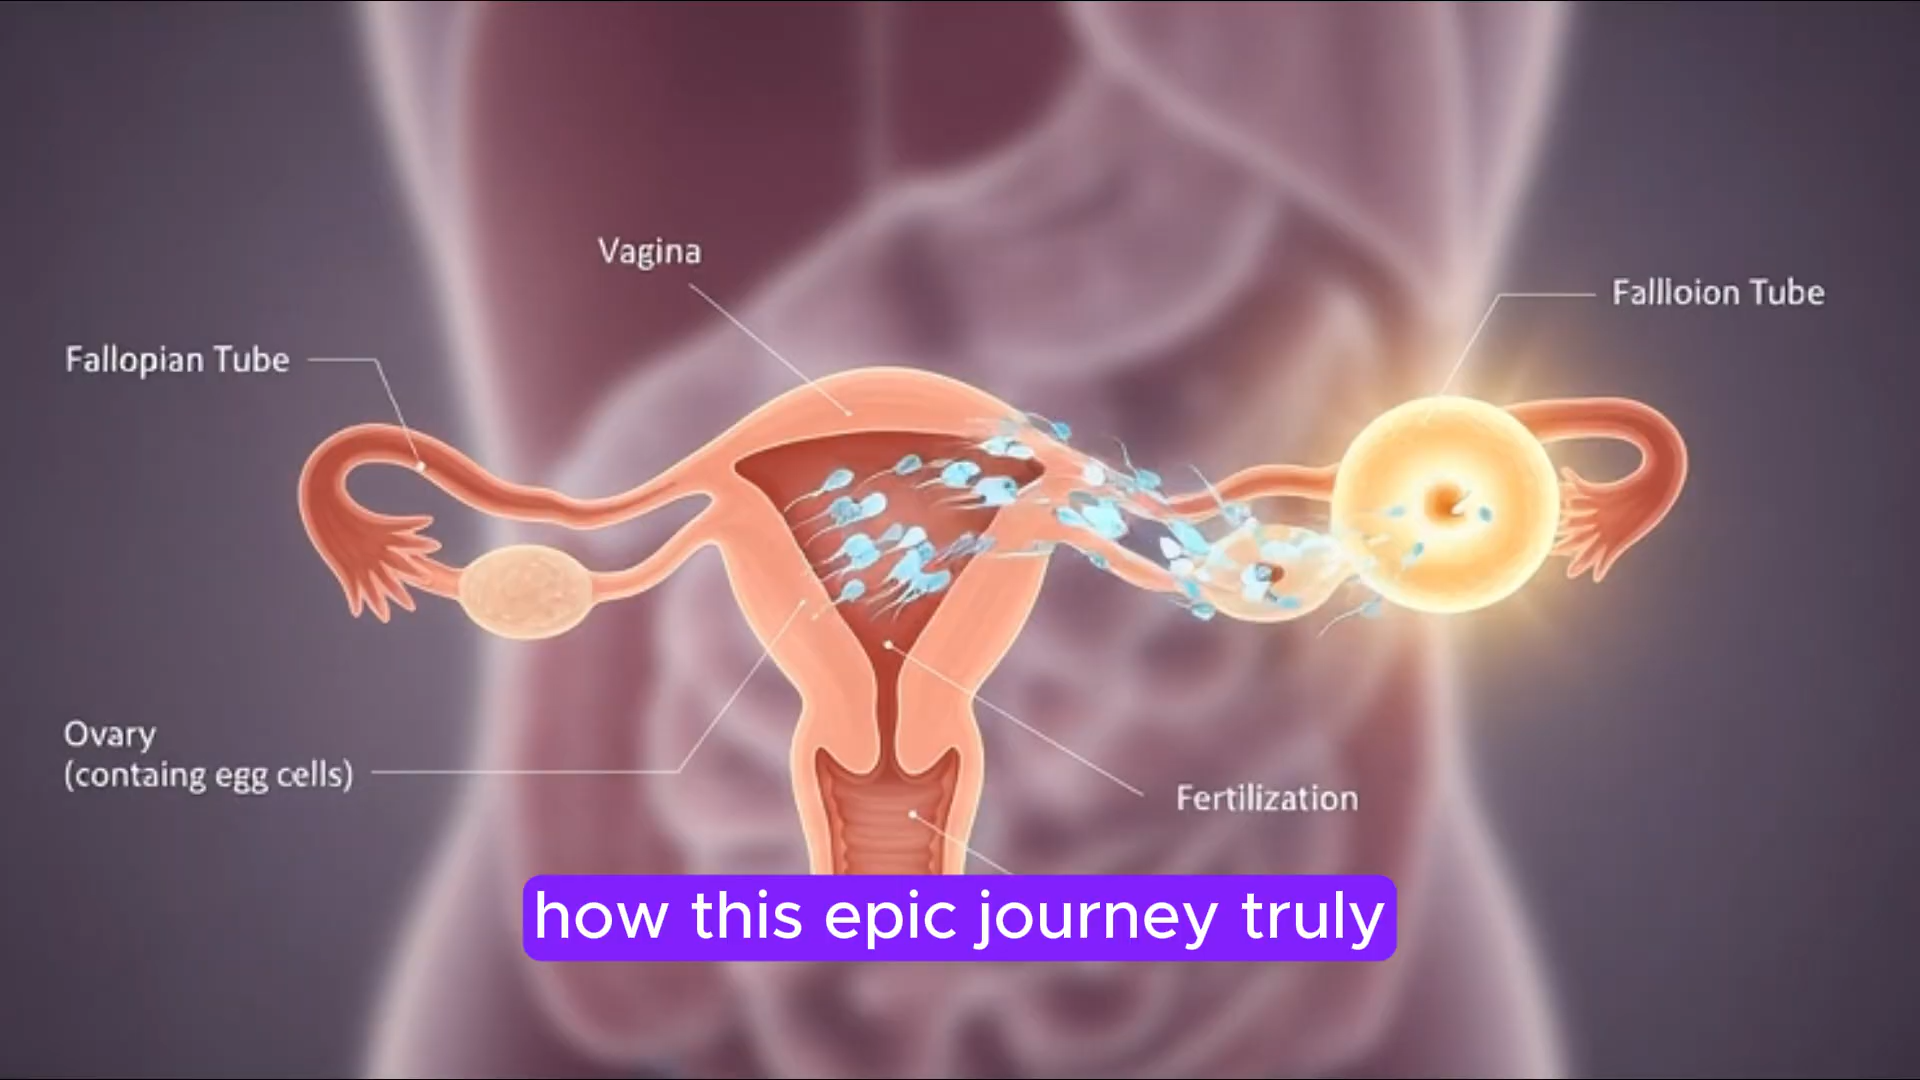 Vagina
Fallloion Tube
Fallopian Tube
Ovary
(containg egg cells)
Fertilization
how this epic journey truly